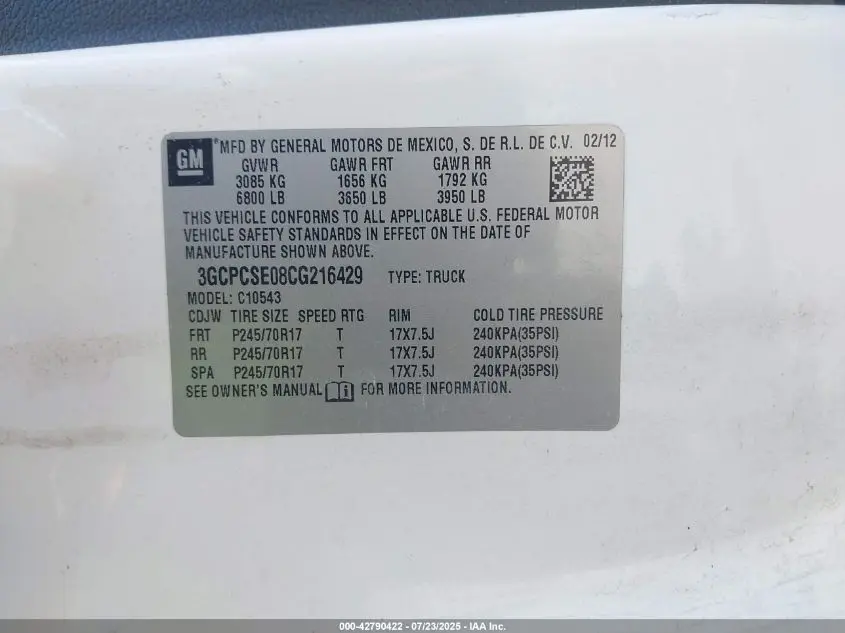 GM *MFD BY GENERAL MOTORS DE MEXICO, S. DE R.L. DE C.V. 02/12
GVWR GAWR FRT GAWR RR
3085 KG 1656 KG 1792 KG
6800 LB 3650 LB 3950 LB
THIS VEHICLE CONFORMS TO ALL APPLICABLE U.S. FEDERAL MOTOR
VEHICLE SAFETY STANDARDS IN EFFECT ON THE DATE OF
MANUFACTURE SHOWN ABOVE.
3GCPCSE08CG216429 TYPE: TRUCK
MODEL: C10543
CDJW TIRE SIZE SPEED RTG RIM COLD TIRE PRESSURE
FRT P245/70R17 T 17X7.5J 240KPA(35PSI)
RR P245/70R17 T 17X7.5J 240KPA(35PSI)
SPA P245/70R17 T 17X7.5J 240KPA(35PSI)
SEE OWNER'S MANUAL FOR MORE INFORMATION.
000-42790422 - 07/23/2025 - IAA Inc.